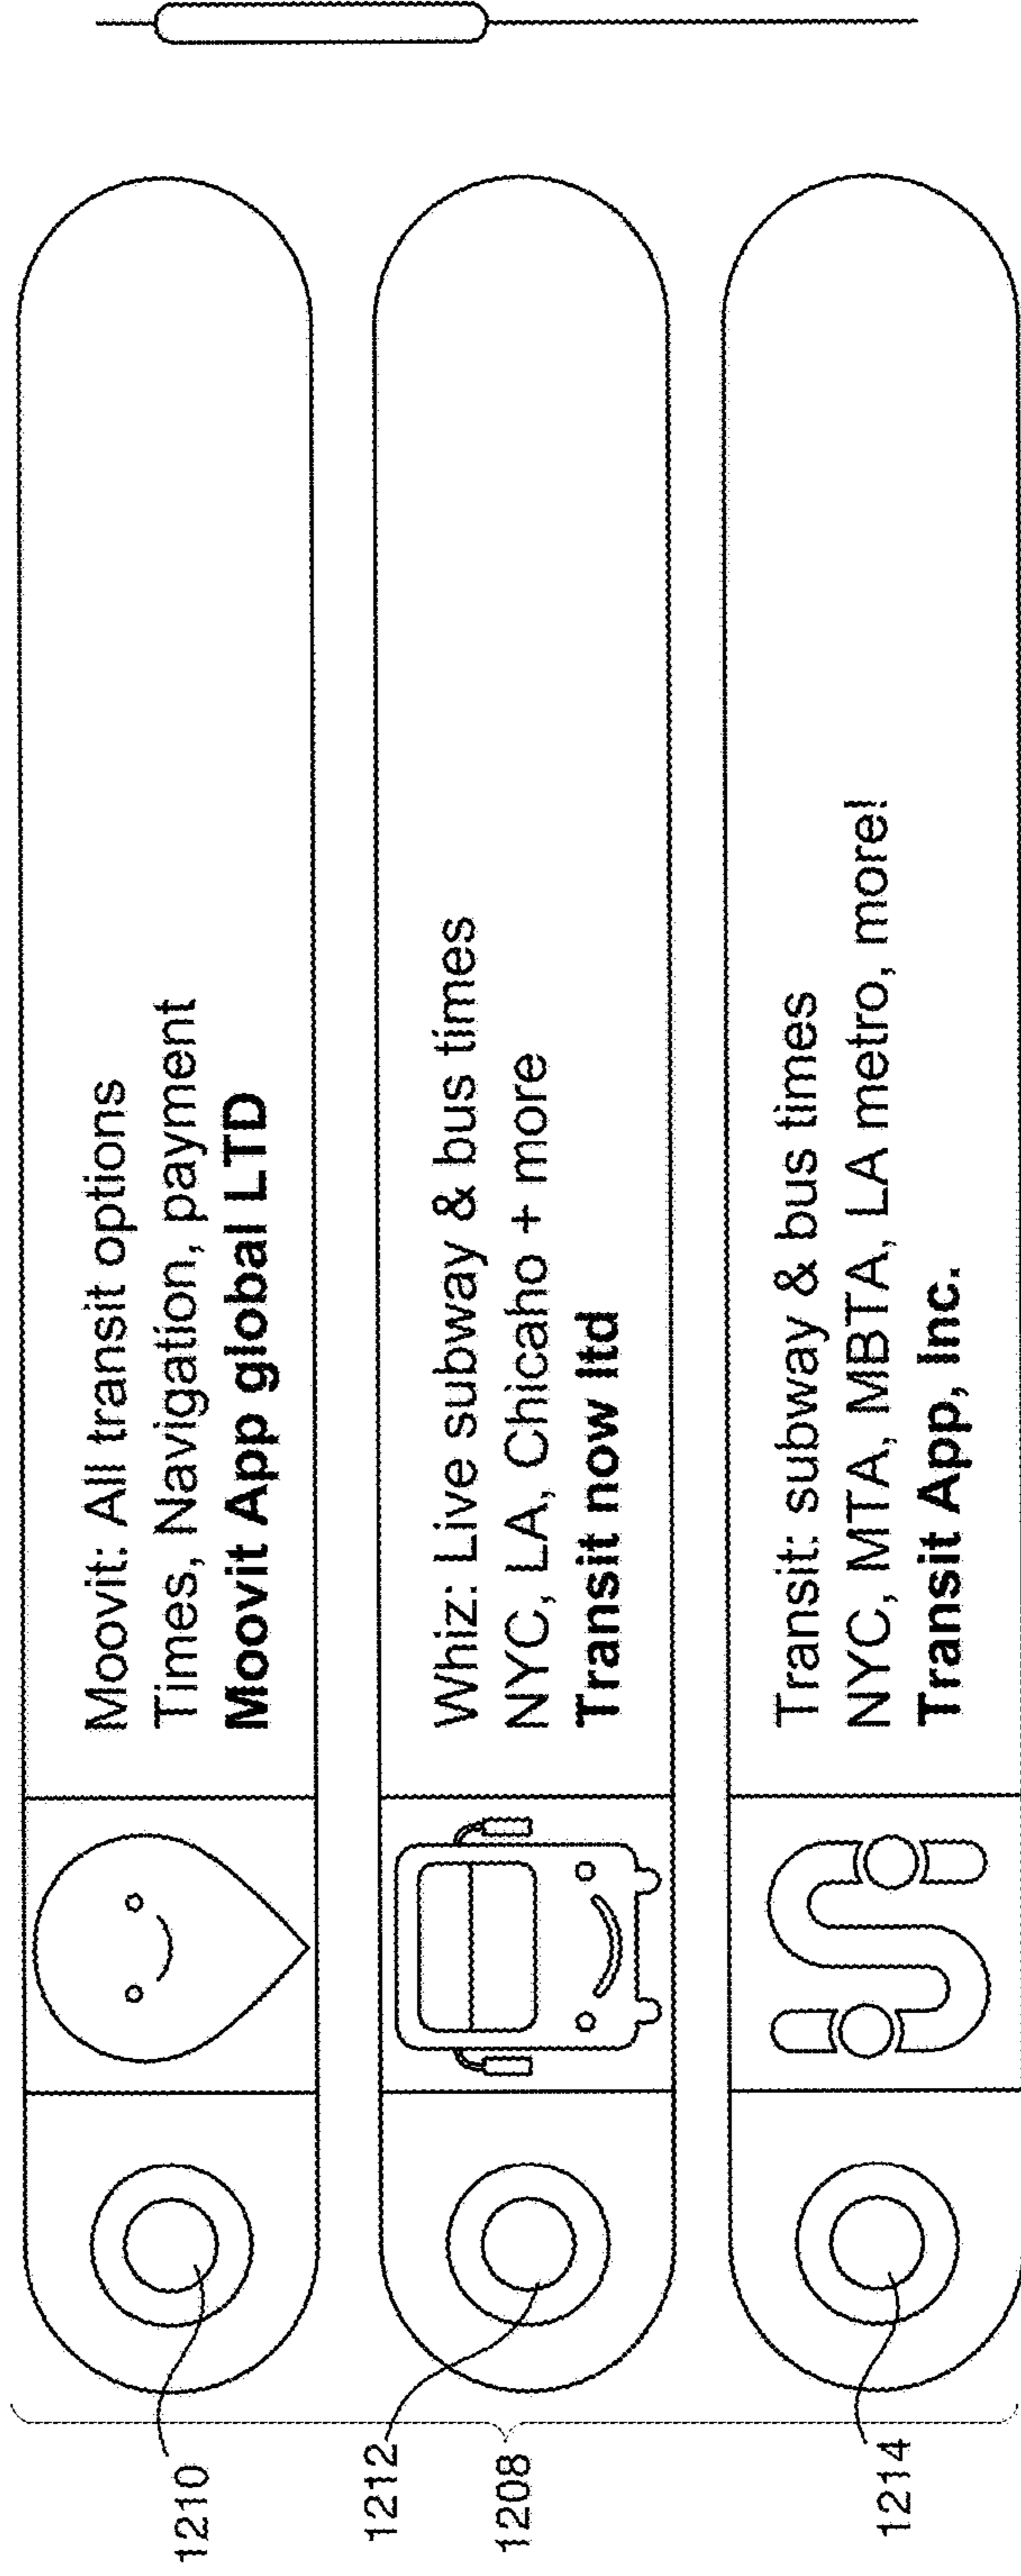 1210
Moovit: All transit options
Times, Navigation, payment
Moovit App global LTD
1212
1208
Whiz: Live subway & bus times
NYC, LA, Chicaho + more
Transit now ltd
1214
Transit: subway & bus times
NYC, MTA, MBTA, LA metro, more!
Transit App, Inc.